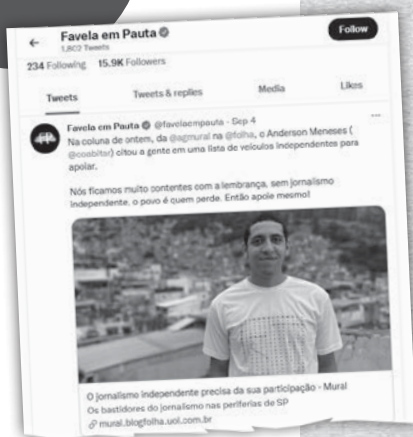 Favela em Pauta
1,802 Tweets
Follow
234 Following 15.9K Followers
Tweets Tweets & replies Media Likes
Favela em Pauta @favelaempauta · Sep 4
Na coluna de ontem, da @agmural na @folha, o Anderson Meneses (
@coabitar) citou a gente em uma lista de veículos independentes para
apoiar.
Nós ficamos muito contentes com a lembrança, sem jornalismo
independente, o povo é quem perde. Então apoie mesmo!
O jornalismo independente precisa da sua participação - Mural
Os bastidores do jornalismo nas periferias de SP
mural.blogfolha.uol.com.br